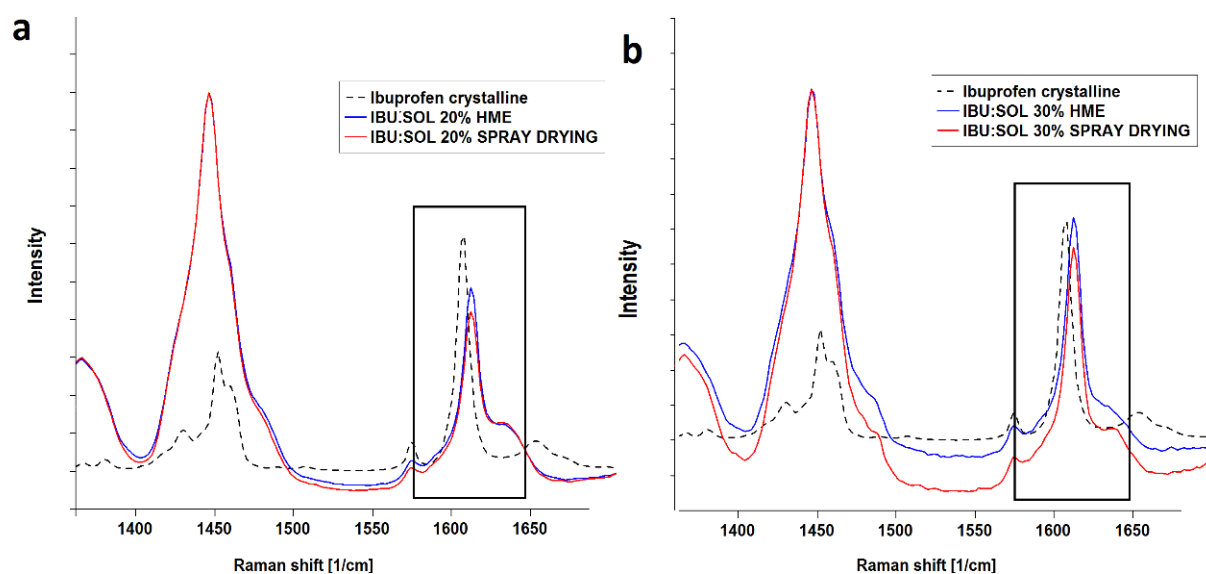 a
Ibuprofen crystalline
IBU:SOL 20% HME
IBU:SOL 20% SPRAY DRYING
Intensity
1400 1450 1500 1550 1600 1650
Raman shift [1/cm]
b
Ibuprofen crystalline
IBU:SOL 30% HME
IBU:SOL 30% SPRAY DRYING
Intensity
1400 1450 1500 1550 1600 1650
Raman shift [1/cm]